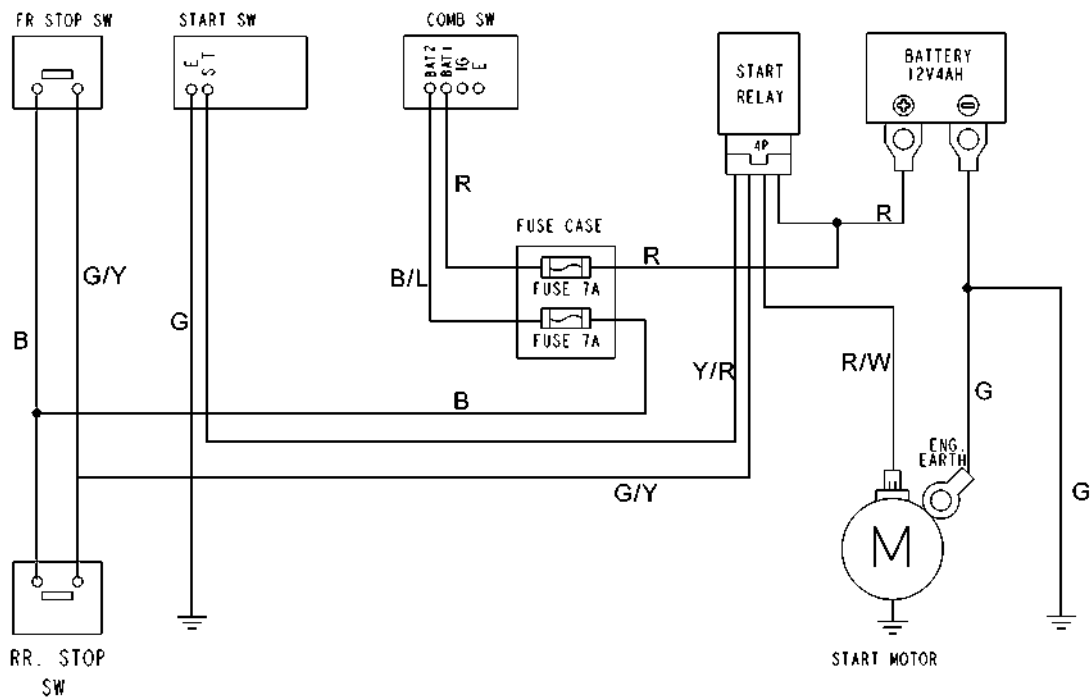 FR STOP SW
START SW
COMB SW
E
ST
BAT2
BAT1
IG
E
START
RELAY
4P
BATTERY
12V4AH
+
-
R
R
FUSE CASE
R
FUSE 7A
FUSE 7A
G/Y
B/L
G
B
Y/R
R/W
B
G
ENG.
EARTH
G/Y
G
M
RR. STOP
SW
START MOTOR